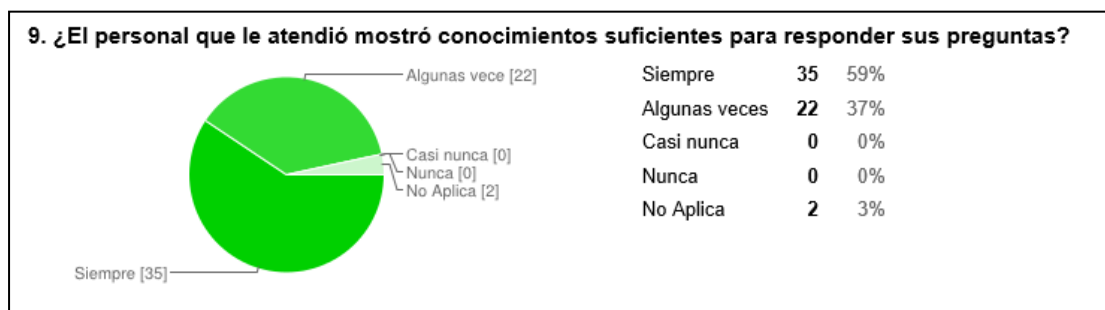 9. ¿El personal que le atendió mostró conocimientos suficientes para responder sus preguntas?
Algunas vece [22]
Casi nunca [0]
Nunca [0]
No Aplica [2]
Siempre [35]
Siempre 35 59%
Algunas veces 22 37%
Casi nunca 0 0%
Nunca 0 0%
No Aplica 2 3%